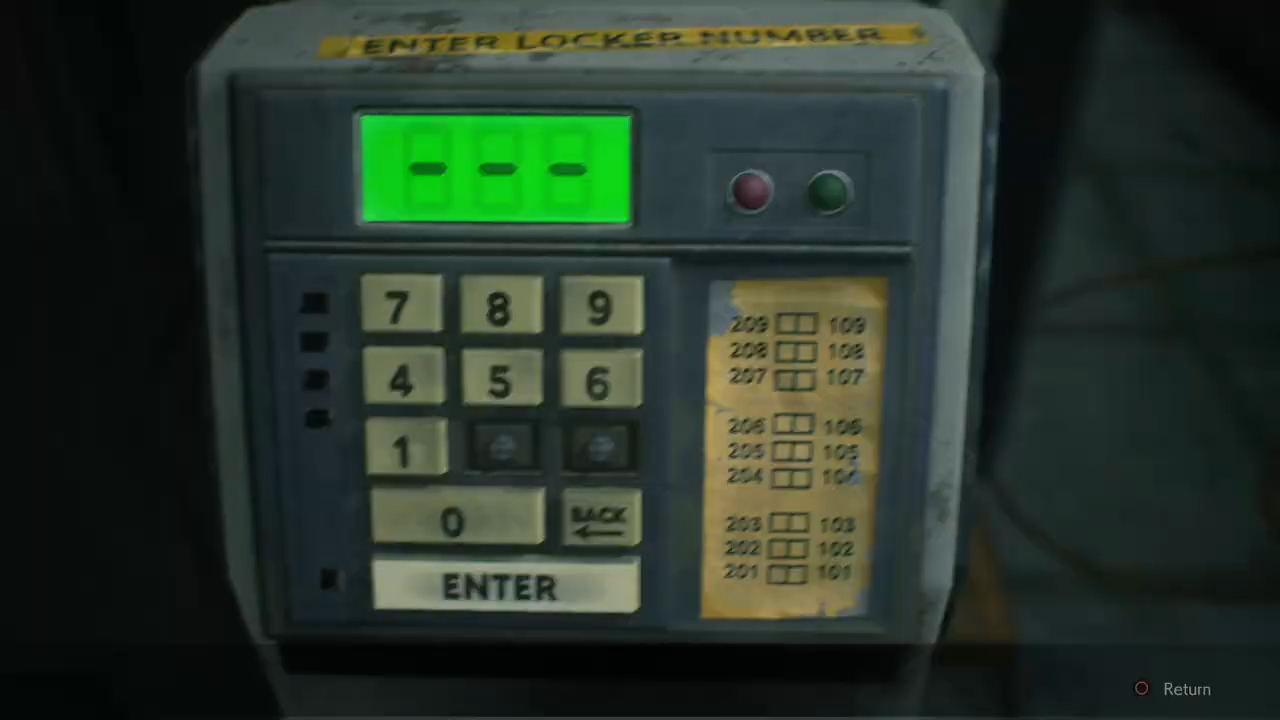 ENTER LOCKER NUMBER
- - -
7 8 9
4 5 6
1
0 BACK
ENTER
209 109
208 108
207 107
206 106
205 105
204 104
203 103
202 102
201 101
Return